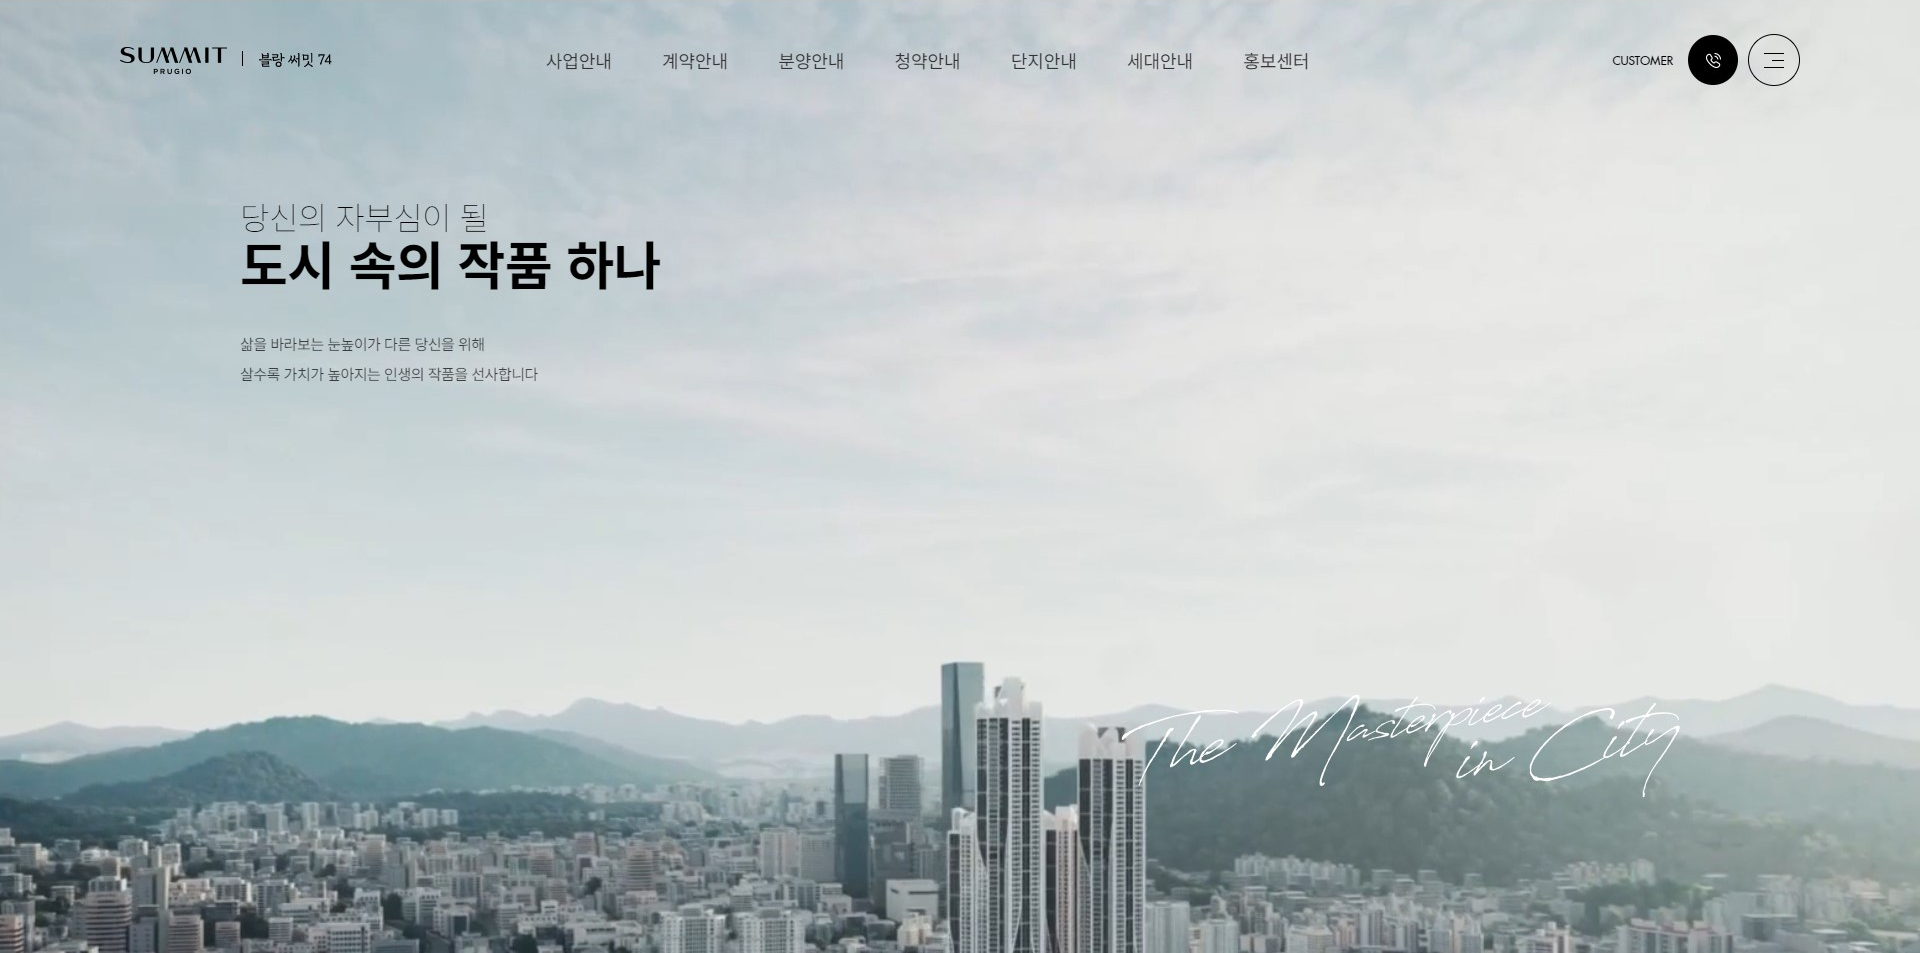 SUMMIT
PRUGIO
블랑 써밋 74
사업안내
계약안내
분양안내
청약안내
단지안내
세대안내
홍보센터
CUSTOMER
당신의 자부심이 될
도시 속의 작품 하나
삶을 바라보는 눈높이가 다른 당신을 위해
살수록 가치가 높아지는 인생의 작품을 선사합니다
The Masterpiece
in City